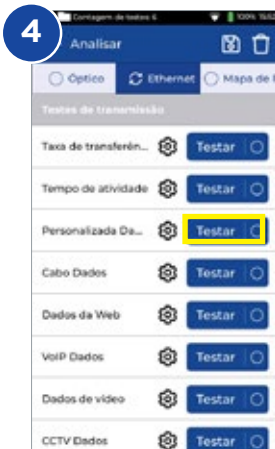 4
Contagem de testes: 6 100% 15:52
Analisar
Óptico Ethernet Mapa de
Testes de transmissão
Taxa de transferên... Testar
Tempo de atividade Testar
Personalizada Da... Testar
Cabo Dados Testar
Dados da Web Testar
VoIP Dados Testar
Dados de vídeo Testar
CCTV Dados Testar